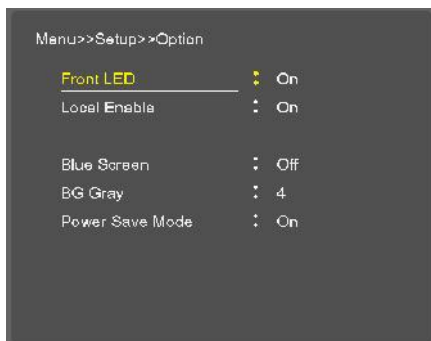 Menu>>Setup>>Option
Front LED : On
Local Enable : On
Blue Screen : Off
BG Gray : 4
Power Save Mode : On